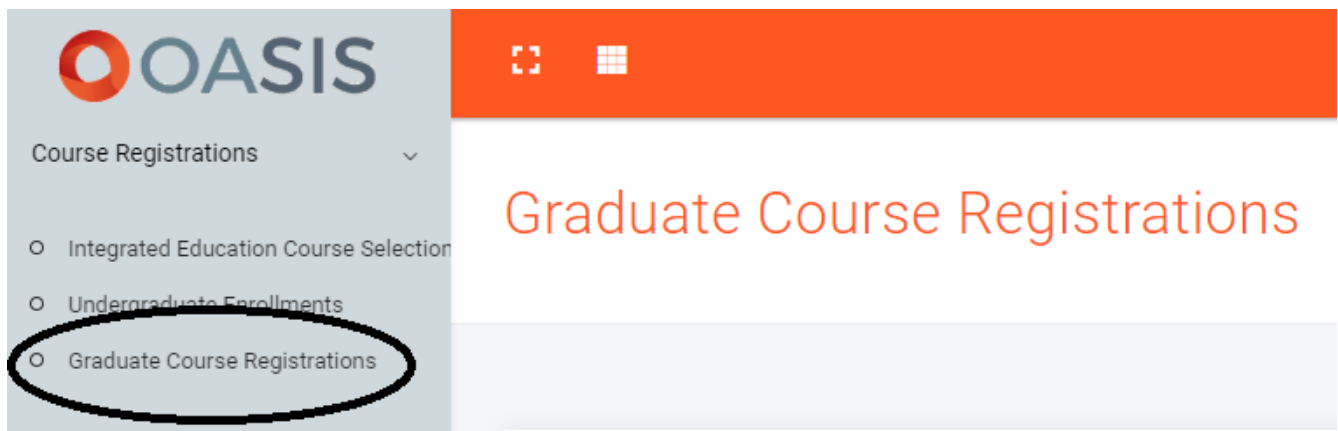 OASIS
Course Registrations
Integrated Education Course Selection
Undergraduate Enrollments
Graduate Course Registrations
Graduate Course Registrations